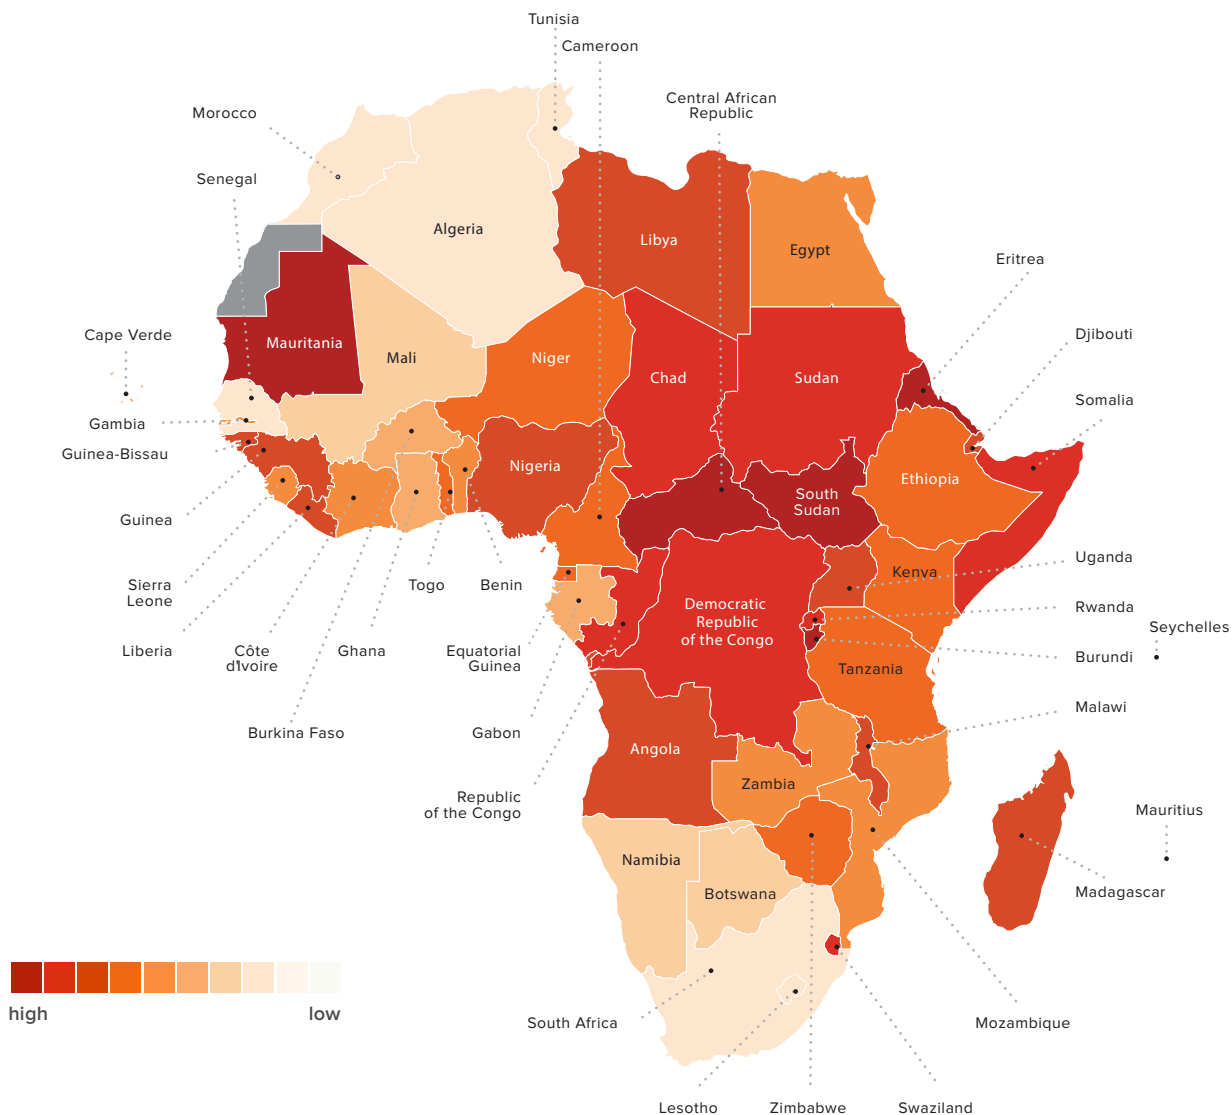 Tunisia
Cameroon
Central African
Republic
Morocco
Senegal
Algeria
Libya
Egypt
Eritrea
Cape Verde
Mauritania
Mali
Niger
Chad
Sudan
Djibouti
Somalia
Gambia
Guinea-Bissau
Nigeria
Ethiopia
South
Sudan
Guinea
Sierra
Leone
Togo
Benin
Kenya
Uganda
Democratic
Republic
of the Congo
Rwanda
Seychelles
Liberia
Côte
d'Ivoire
Ghana
Equatorial
Guinea
Burundi
Tanzania
Malawi
Burkina Faso
Gabon
Angola
Zambia
Republic
of the Congo
Mauritius
Namibia
Botswana
Madagascar
high
low
South Africa
Mozambique
Lesotho
Zimbabwe
Swaziland